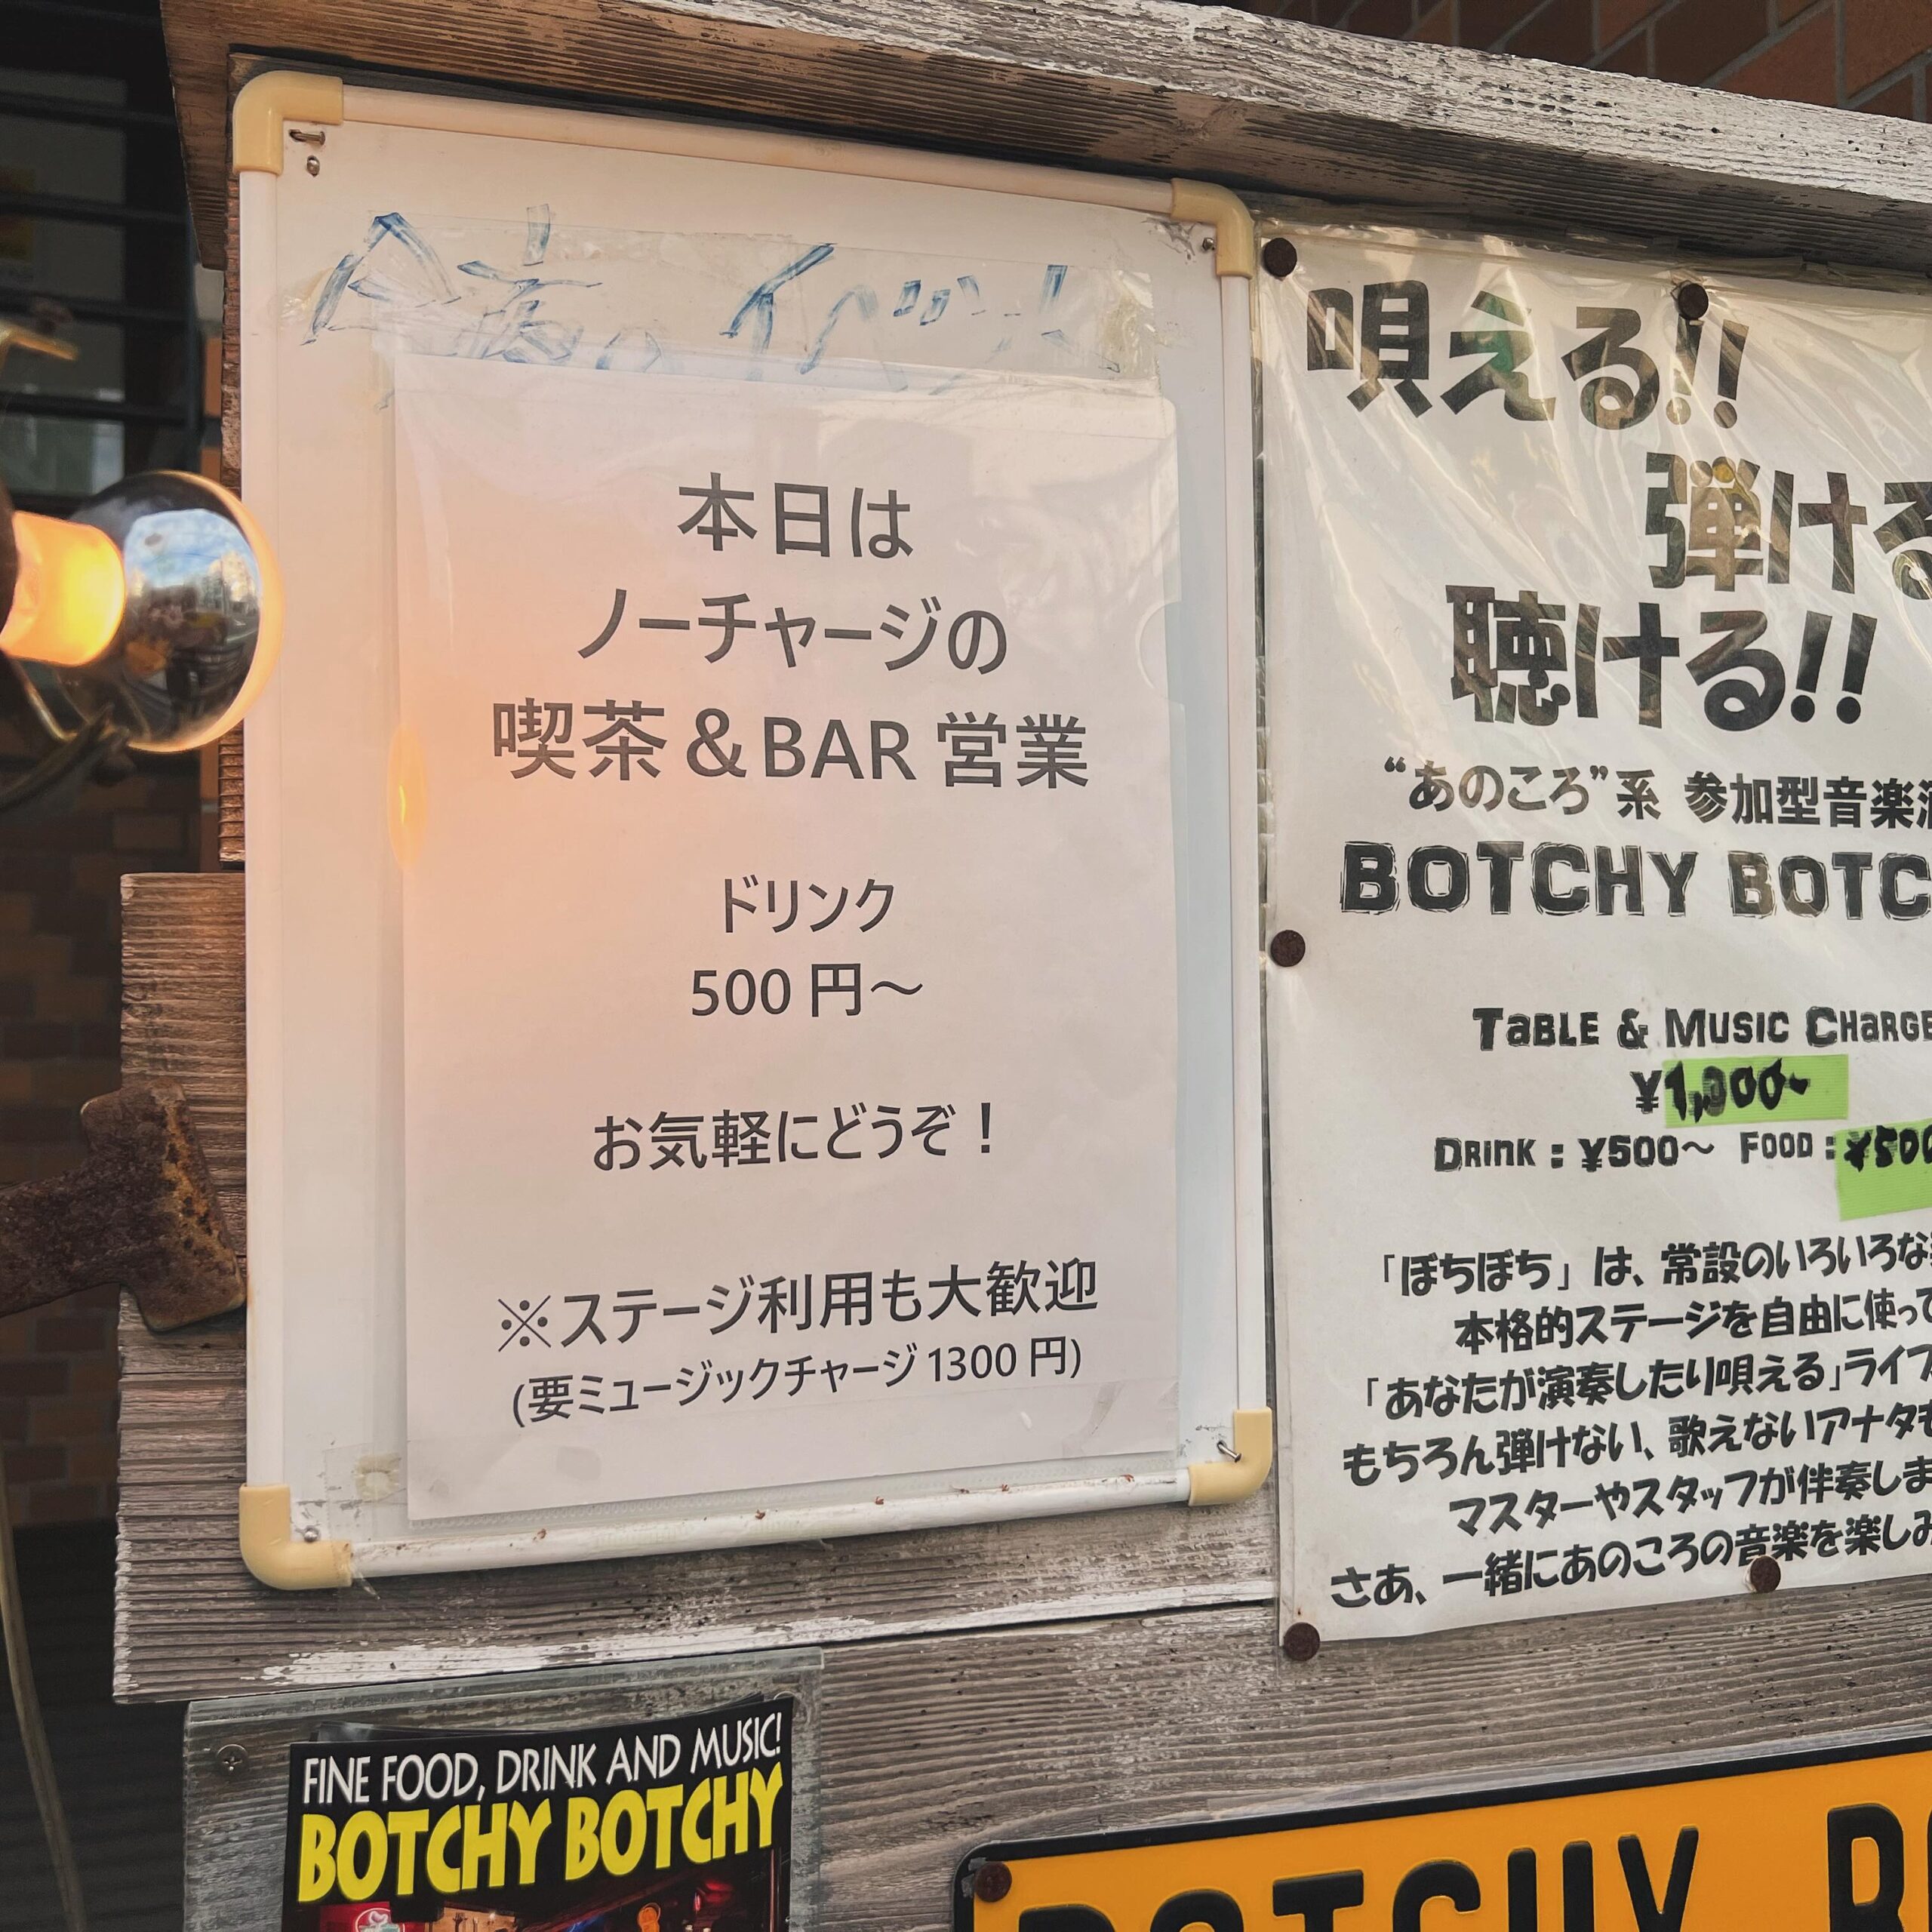 今夜のイベント
本日は
ノーチャージの
喫茶＆BAR 営業
ドリンク
500 円～
お気軽にどうぞ！
※ステージ利用も大歓迎
(要ミュージックチャージ 1300 円)
唄える!!
弾ける
聴ける!!
“あのころ”系 参加型音楽
BOTCHY BOTC
TABLE & MUSIC CHARGE
¥1,000~
DRINK : ¥500～ FOOD : ¥500
「ぼちぼち」は、常設のいろいろな
本格的ステージを自由に使って
「あなたが演奏したり唄える」ライブ
もちろん弾けない、歌えないアナタも
マスターやスタッフが伴奏しま
さあ、一緒にあのころの音楽を楽しみ
FINE FOOD, DRINK AND MUSIC!
BOTCHY BOTCHY
BOTCHY B